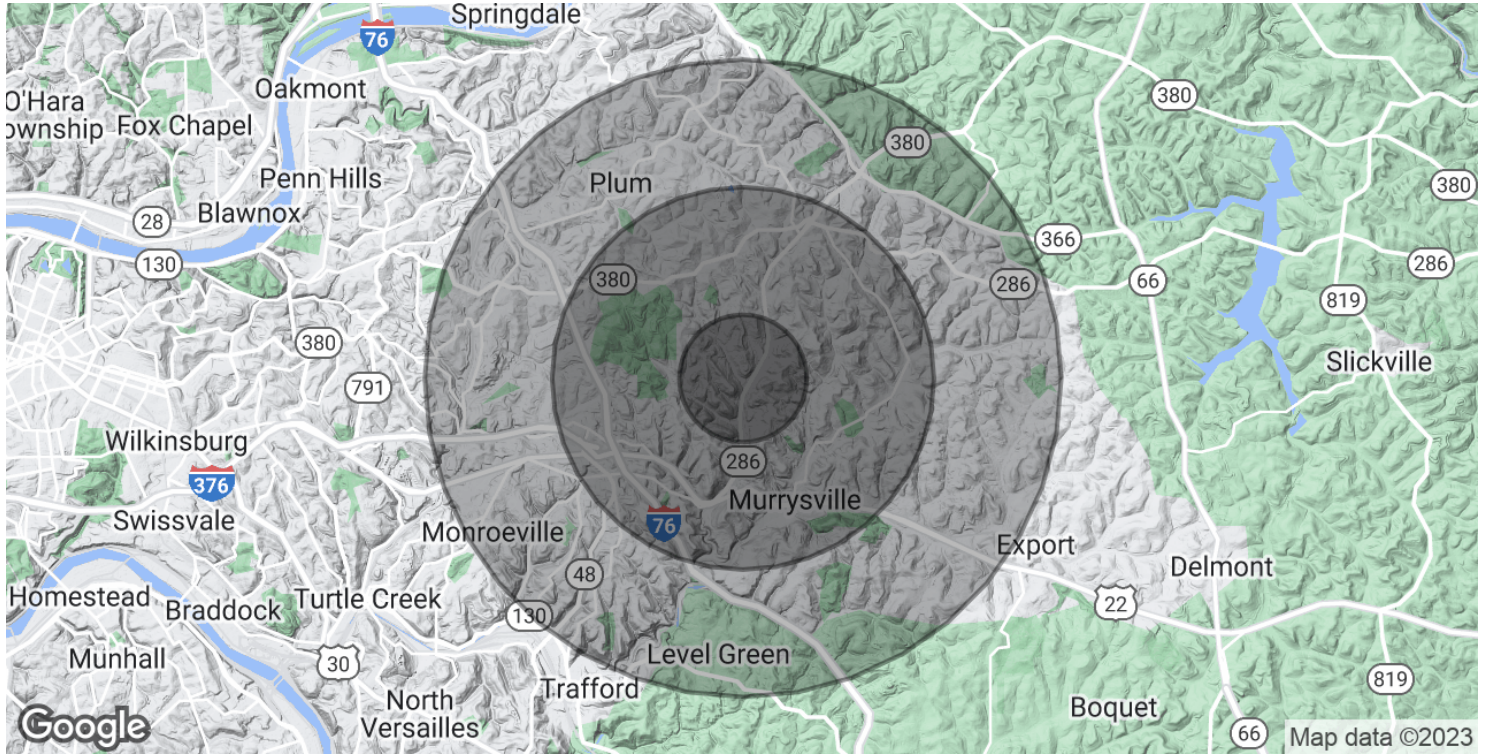 Springdale
76
Oakmont
O'Hara
ownship
Fox Chapel
380
380
Penn Hills
Plum
380
Blawnox
28
130
366
66
286
380
286
286
819
380
791
Slickville
Wilkinsburg
376
286
Murrysville
Swissvale
76
Monroeville
Export
Delmont
48
22
Homestead
Braddock
Turtle Creek
130
30
Munhall
Level Green
Trafford
819
North
Versailles
Boquet
66
Google
Map data ©2023